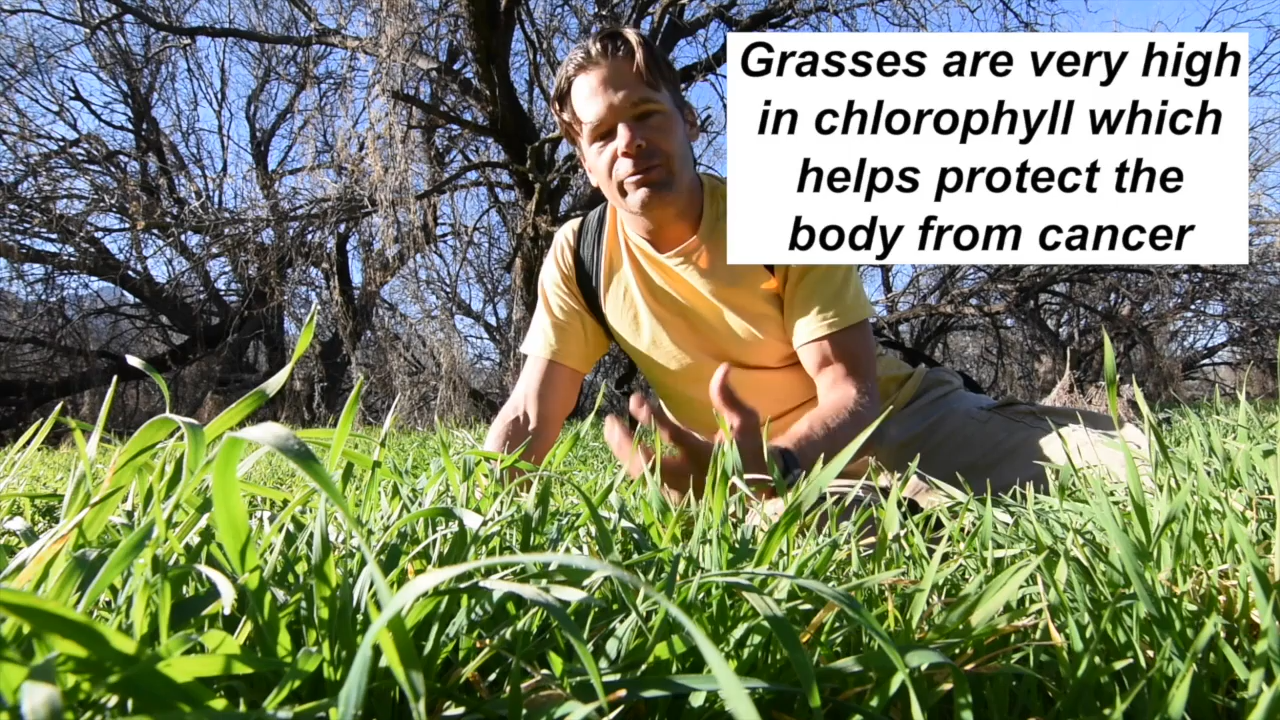 Grasses are very high
in chlorophyll which
helps protect the
body from cancer